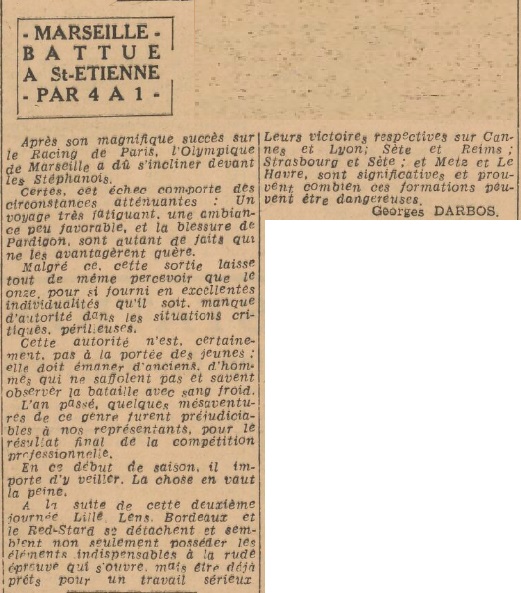 - MARSEILLE -
BATTUE
A St-ETIENNE
- PAR 4 A 1 -
Après son magnifique succès sur
le Racing de Paris, l'Olympique
de Marseille a dû s'incliner devant
les Stéphanois.
Certes, cet échec comporte des
circonstances atténuantes : Un
voyage très fatiguant, une ambian-
ce peu favorable, et la blessure de
Pardigon, sont autant de faits qui
ne les avantagèrent guère.
Malgré ce, cette sortie laisse
tout de même percevoir que le
onze, pour si fourni en excellentes
individualités qu'il soit, manque
d'autorité dans les situations cri-
tiques, périlleuses.
Cette autorité n'est, certaine-
ment, pas à la portée des jeunes ;
elle doit émaner d'anciens, d'hom-
mes qui ne saffolent pas et savent
observer la bataille avec sang froid.
L'an passé, quelques mésaventu-
res de ce genre furent préjudicia-
bles à nos représentants, pour le
résultat final de la compétition
professionnelle.
En ce début de saison, il im-
porte d'y veiller. La chose en vaut
la peine.
A la suite de cette deuxième
journée Lille, Lens, Bordeaux et
le Red-Stard se détachent et sem-
blent non seulement posséder les
éléments indispensables à la rude
épreuve qui s'ouvre, mais être déjà
prêts pour un travail sérieux
Leurs victoires respectives sur Can-
nes et Lyon; Sète et Reims ;
Strasbourg et Sète ; et Metz et Le
Havre, sont significatives et prou-
vent combien ces formations peu-
vent être dangereuses.
Georges DARBOS.